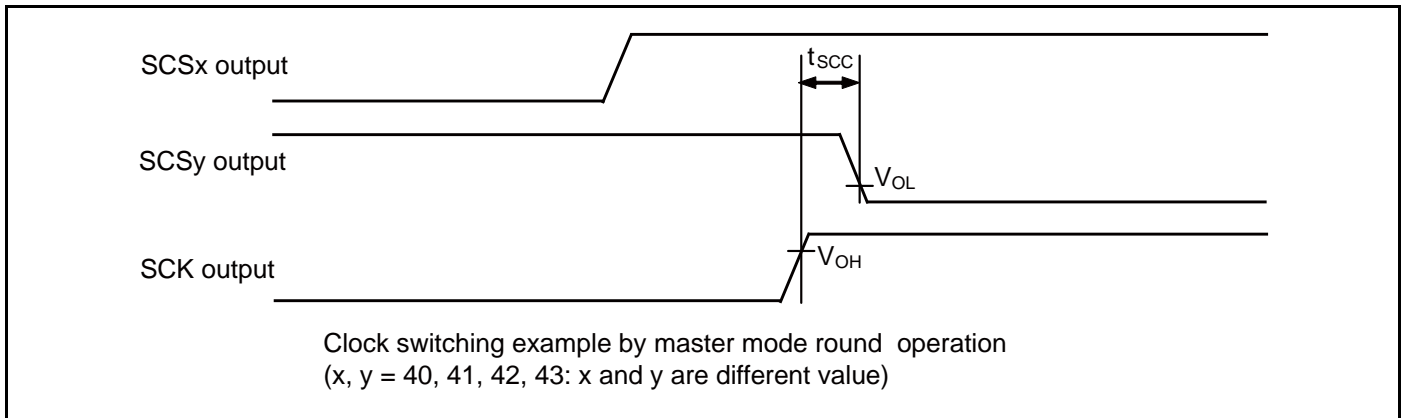 SCSx output
tSCC
SCSy output
VOL
SCK output
VOH
Clock switching example by master mode round operation
(x, y = 40, 41, 42, 43: x and y are different value)